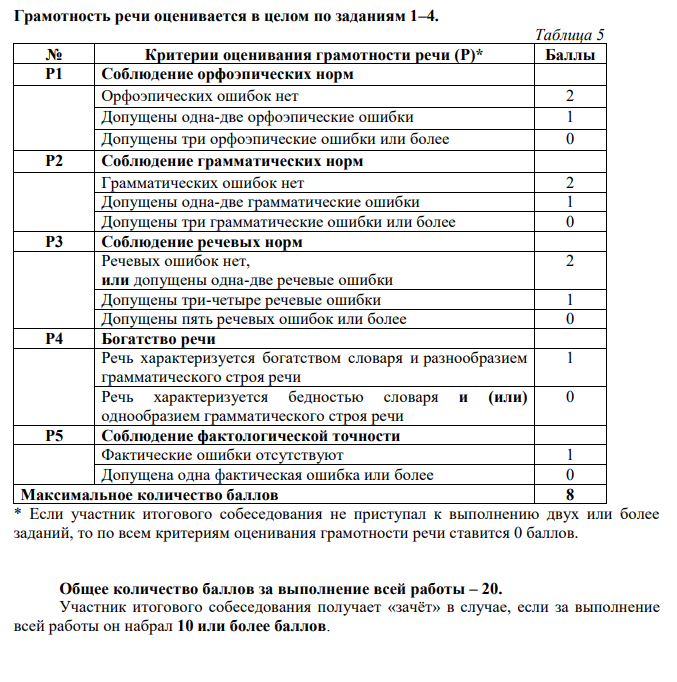 Грамотность речи оценивается в целом по заданиям 1–4.
Таблица 5
№ Критерии оценивания грамотности речи (Р)* Баллы
Р1 Соблюдение орфоэпических норм
Орфоэпических ошибок нет 2
Допущены одна-две орфоэпические ошибки 1
Допущены три орфоэпические ошибки или более 0
Р2 Соблюдение грамматических норм
Грамматических ошибок нет 2
Допущены одна-две грамматические ошибки 1
Допущены три грамматические ошибки или более 0
Р3 Соблюдение речевых норм
Речевых ошибок нет, 2
или допущены одна-две речевые ошибки
Допущены три-четыре речевые ошибки 1
Допущены пять речевых ошибок или более 0
Р4 Богатство речи
Речь характеризуется богатством словаря и разнообразием 1
грамматического строя речи
Речь характеризуется бедностью словаря и (или) 0
однообразием грамматического строя речи
Р5 Соблюдение фактологической точности
Фактические ошибки отсутствуют 1
Допущена одна фактическая ошибка или более 0
Максимальное количество баллов 8
* Если участник итогового собеседования не приступал к выполнению двух или более
заданий, то по всем критериям оценивания грамотности речи ставится 0 баллов.
Общее количество баллов за выполнение всей работы – 20.
Участник итогового собеседования получает «зачёт» в случае, если за выполнение
всей работы он набрал 10 или более баллов.